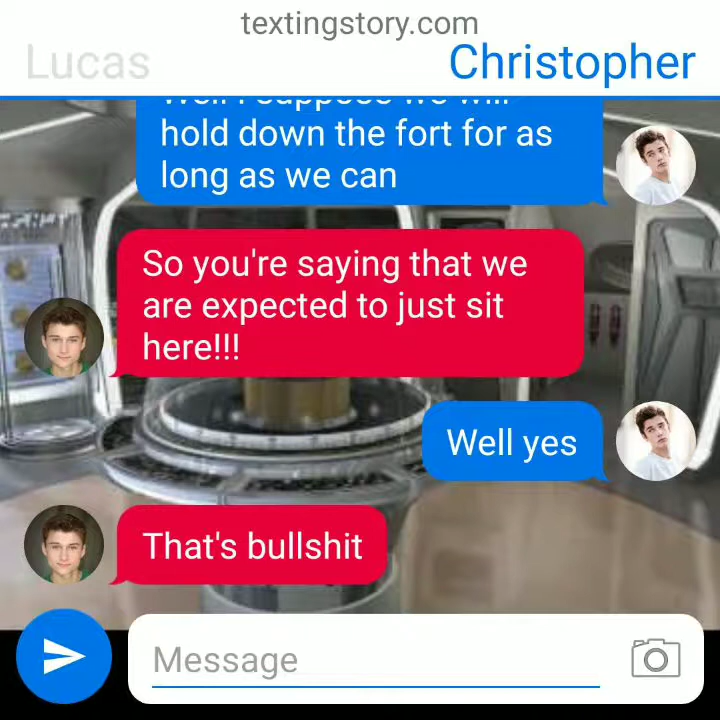 textingstory.com
Lucas
Christopher
hold down the fort for as
long as we can
So you're saying that we
are expected to just sit
here!!!
Well yes
That's bullshit
Message